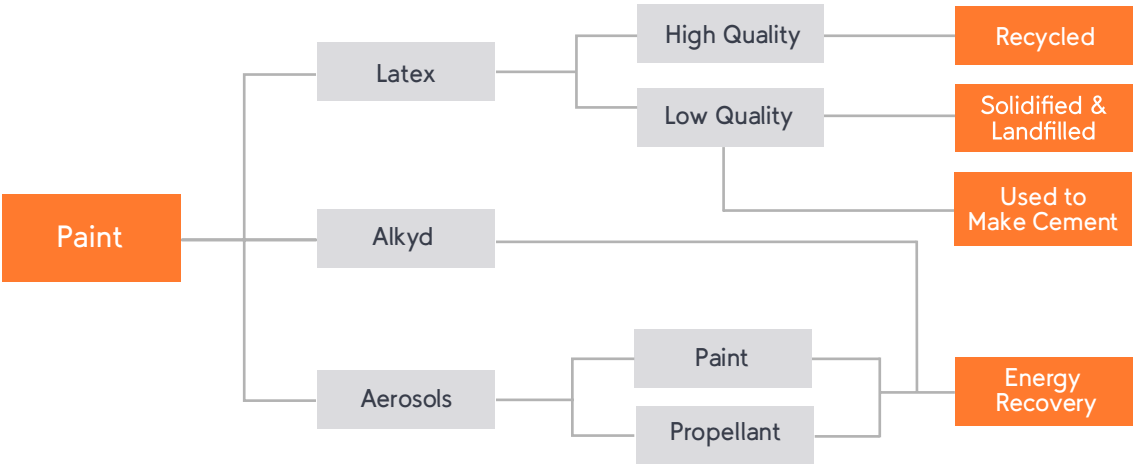 Paint
Latex
High Quality
Recycled
Low Quality
Solidified &
Landfilled
Used to
Make Cement
Alkyd
Aerosols
Paint
Propellant
Energy
Recovery